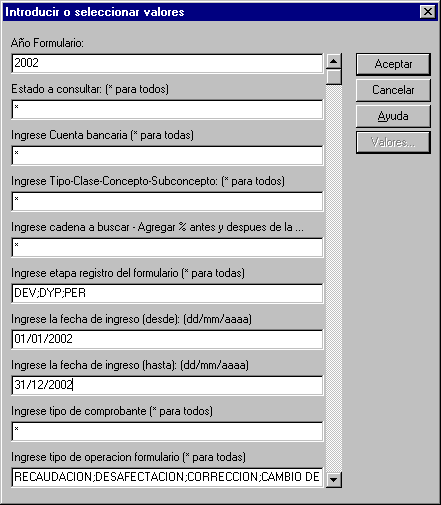 Introducir o seleccionar valores
Año Formulario:
2002
Estado a consultar: (* para todos)
*
Ingrese Cuenta bancaria (* para todas)
*
Ingrese Tipo-Clase-Concepto-Subconcepto: (* para todos)
*
Ingrese cadena a buscar - Agregar % antes y despues de la ...
*
Ingrese etapa registro del formulario (* para todas)
DEV;DYP;PER
Ingrese la fecha de ingreso (desde): (dd/mm/aaaa)
01/01/2002
Ingrese la fecha de ingreso (hasta): (dd/mm/aaaa)
31/12/2002
Ingrese tipo de comprobante (* para todos)
*
Ingrese tipo de operacion formulario (* para todas)
RECAUDACION;DESAFECTACION;CORRECCION;CAMBIO DE
Aceptar
Cancelar
Ayuda
Valores...